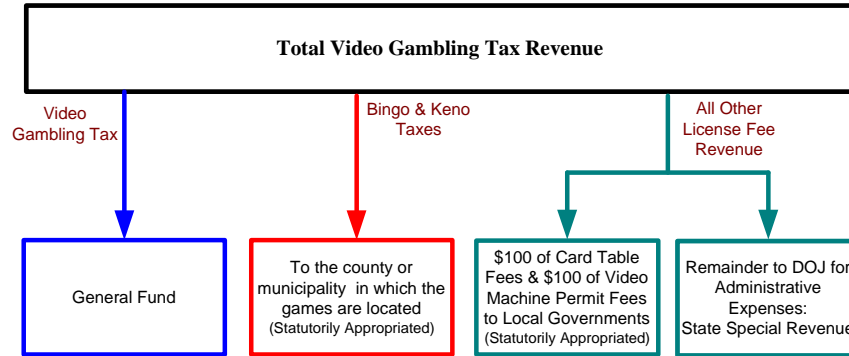 Total Video Gambling Tax Revenue
Video
Gambling Tax
Bingo & Keno
Taxes
All Other
License Fee
Revenue
General Fund
To the county or
municipality in which the
games are located
(Statutorily Appropriated)
$100 of Card Table
Fees & $100 of Video
Machine Permit Fees
to Local Governments
(Statutorily Appropriated)
Remainder to DOJ for
Administrative
Expenses:
State Special Revenue